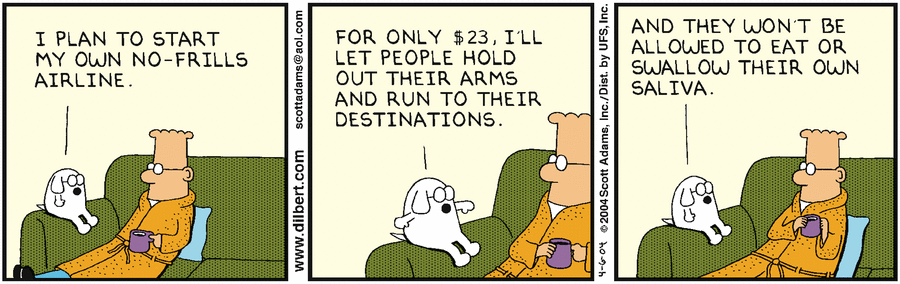 I PLAN TO START
MY OWN NO-FRILLS
AIRLINE.
www.dilbert.com
scottadams@aol.com
FOR ONLY $23, I'LL
LET PEOPLE HOLD
OUT THEIR ARMS
AND RUN TO THEIR
DESTINATIONS.
4-6-04 © 2004 Scott Adams, Inc./Dist. by UFS, Inc.
AND THEY WON'T BE
ALLOWED TO EAT OR
SWALLOW THEIR OWN
SALIVA.